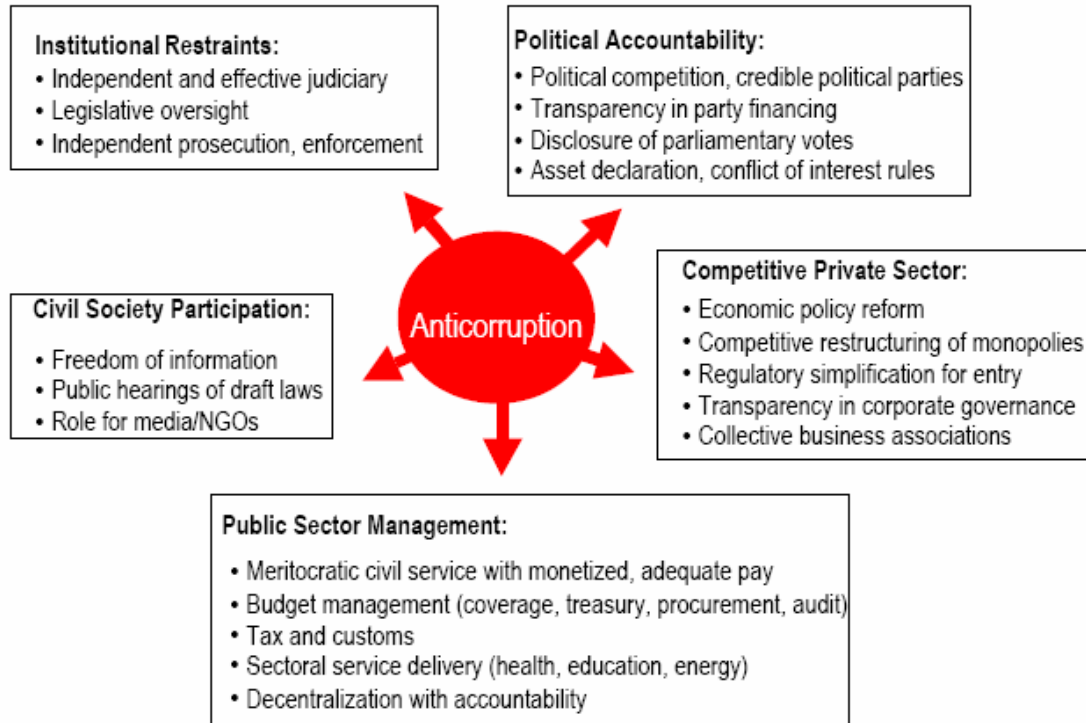 Institutional Restraints:
• Independent and effective judiciary
• Legislative oversight
• Independent prosecution, enforcement
Political Accountability:
• Political competition, credible political parties
• Transparency in party financing
• Disclosure of parliamentary votes
• Asset declaration, conflict of interest rules
Civil Society Participation:
• Freedom of information
• Public hearings of draft laws
• Role for media/NGOs
Anticorruption
Competitive Private Sector:
• Economic policy reform
• Competitive restructuring of monopolies
• Regulatory simplification for entry
• Transparency in corporate governance
• Collective business associations
Public Sector Management:
• Meritocratic civil service with monetized, adequate pay
• Budget management (coverage, treasury, procurement, audit)
• Tax and customs
• Sectoral service delivery (health, education, energy)
• Decentralization with accountability